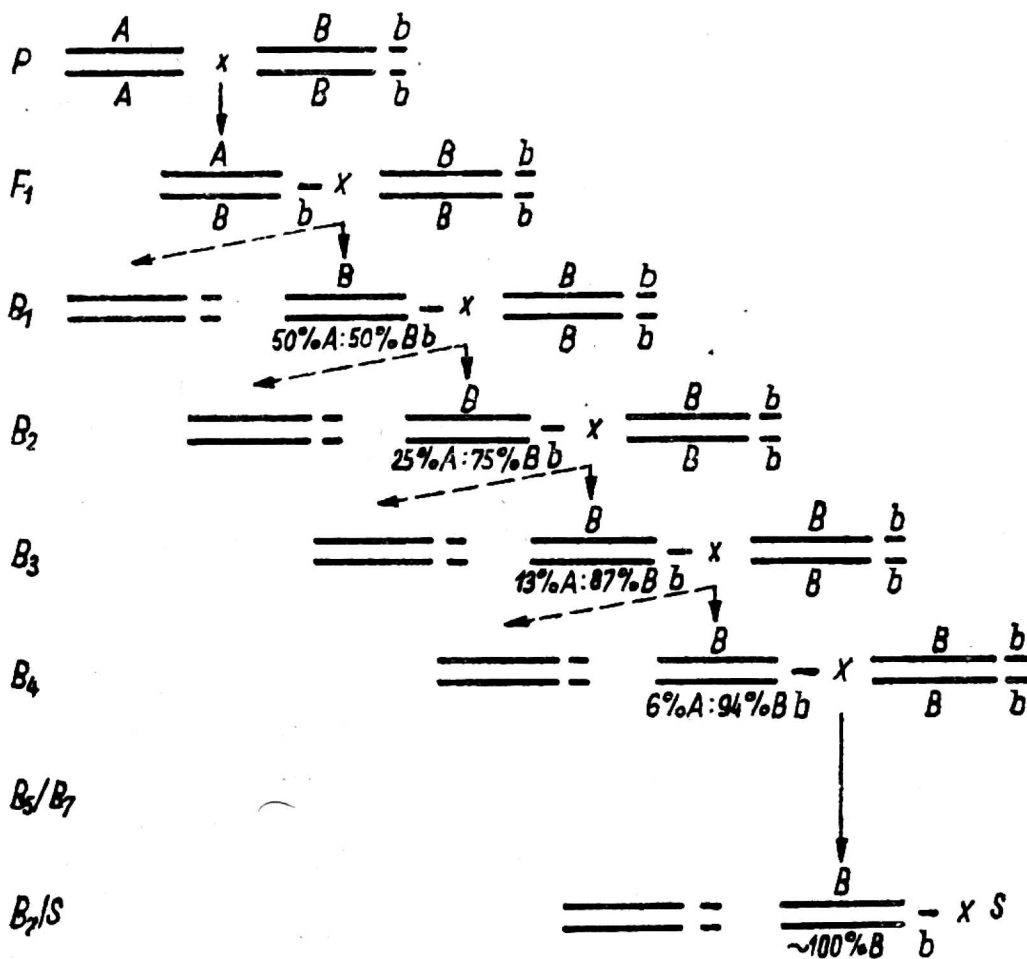 A B b
P x
A B b
A B b
F₁ x
B b B b
B B b
B₁ x
50%A:50%B b B b
B B b
B₂ x
25%A:75%B b B b
B B b
B₃ x
13%A:87%B b B b
B B b
B₄ x
6%A:94%B b B b
B₅/B₇
B
B₇/S x S
~100%B b